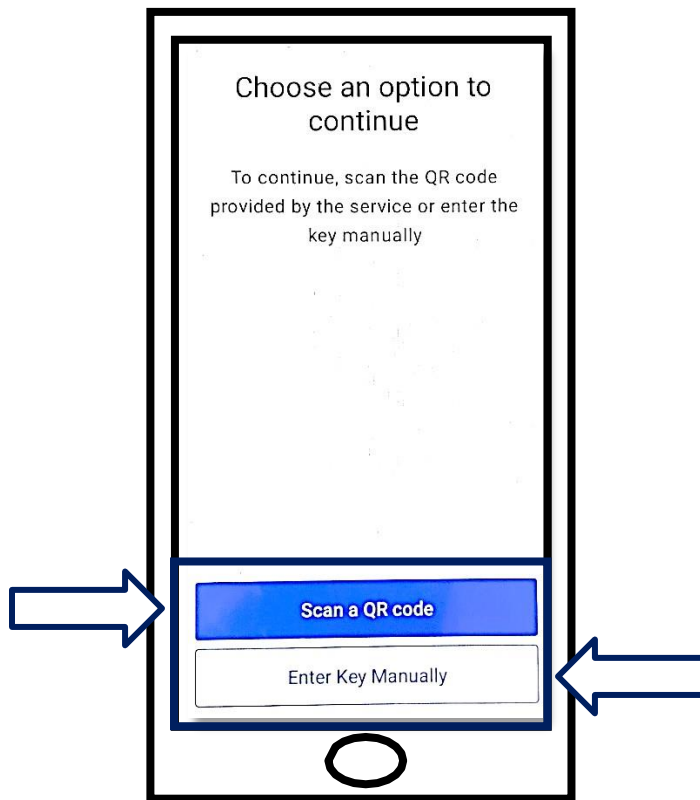 Choose an option to
continue
To continue, scan the QR code
provided by the service or enter the
key manually
Scan a QR code
Enter Key Manually